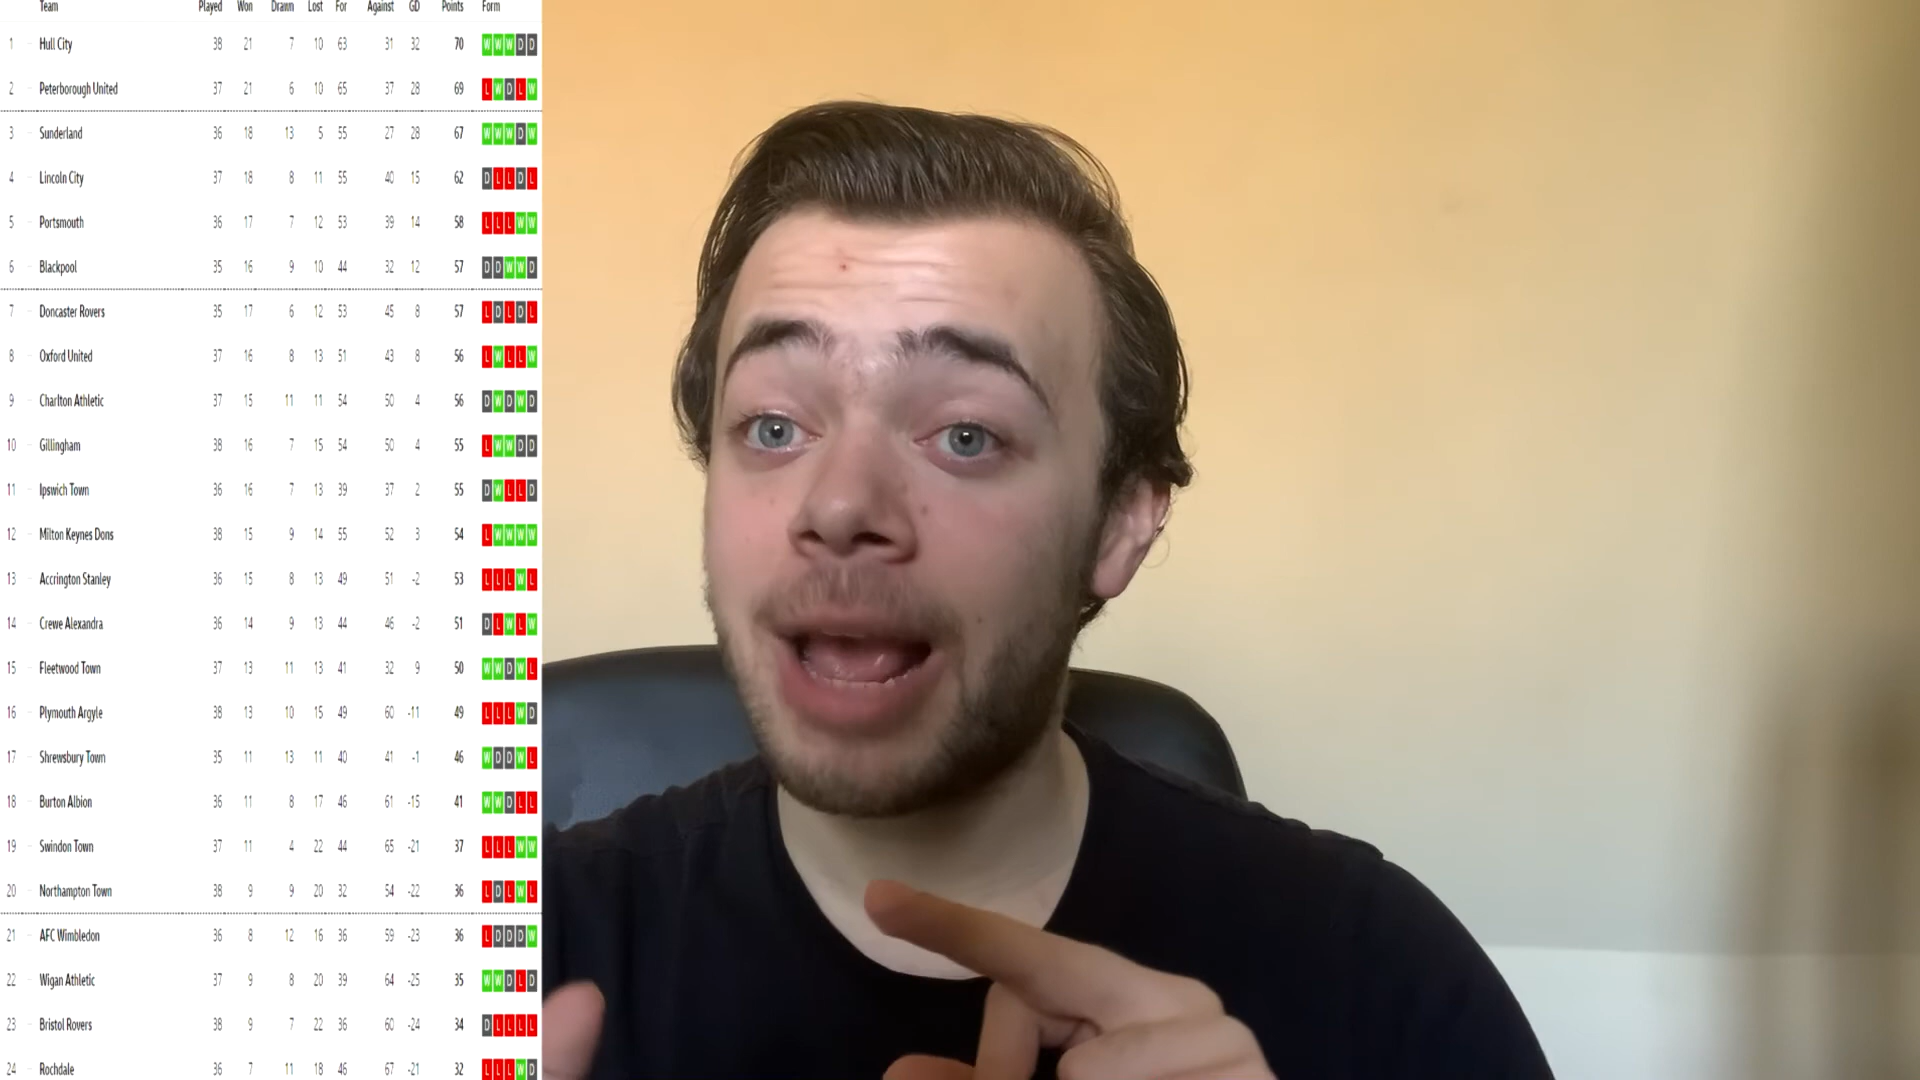 Team Played Won Drawn Lost For Against GD Points Form
1 Hull City 38 21 7 10 63 31 32 70 W W W D D
2 Peterborough United 37 21 6 10 65 37 28 69 L W D L W
3 Sunderland 36 18 13 5 55 27 28 67 W W W D W
4 Lincoln City 37 18 8 11 55 40 15 62 D L L D L
5 Portsmouth 36 17 7 12 53 39 14 58 L L L W W
6 Blackpool 35 16 9 10 44 32 12 57 D D W W D
7 Doncaster Rovers 35 17 6 12 53 45 8 57 L D L D L
8 Oxford United 37 16 8 13 51 43 8 56 L W L L W
9 Charlton Athletic 37 15 11 11 54 50 4 56 D W D W D
10 Gillingham 38 16 7 15 54 50 4 55 L W W D D
11 Ipswich Town 36 16 7 13 39 37 2 55 D W L L D
12 Milton Keynes Dons 38 15 9 14 55 52 3 54 L W W W W
13 Accrington Stanley 36 15 8 13 49 51 -2 53 L L L W L
14 Crewe Alexandra 36 14 9 13 44 46 -2 51 D L W L W
15 Fleetwood Town 37 13 11 13 41 32 9 50 W W D W L
16 Plymouth Argyle 38 13 10 15 49 60 -11 49 L L L W D
17 Shrewsbury Town 35 11 13 11 40 41 -1 46 W D D W L
18 Burton Albion 36 11 8 17 46 61 -15 41 W W D L L
19 Swindon Town 37 11 4 22 44 65 -21 37 L L L W W
20 Northampton Town 38 9 9 20 32 54 -22 36 L D L W L
21 AFC Wimbledon 36 8 12 16 36 59 -23 36 L D D D W
22 Wigan Athletic 37 9 8 20 39 64 -25 35 W W D L D
23 Bristol Rovers 38 9 7 22 36 60 -24 34 D L L L L
24 Rochdale 36 7 11 18 46 67 -21 32 L L L W D